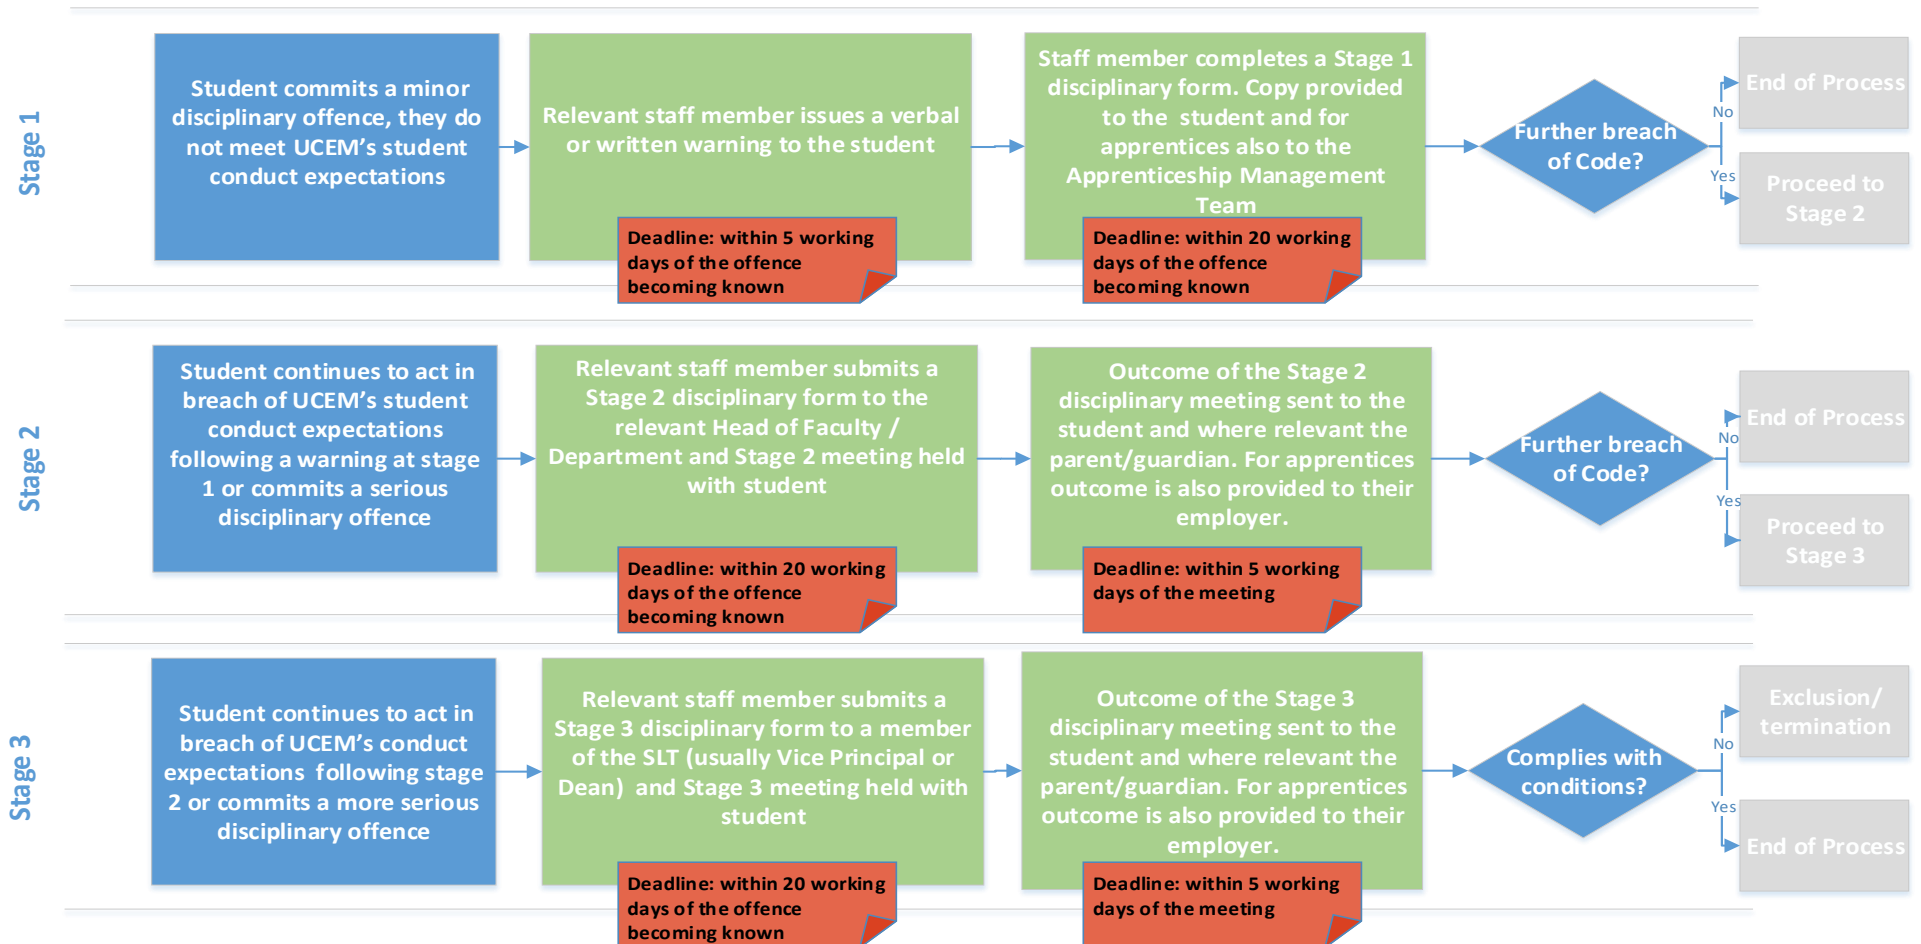 Stage 1
Student commits a minor
disciplinary offence, they do
not meet UCEM’s student
conduct expectations
Relevant staff member issues a verbal
or written warning to the student
Deadline: within 5 working
days of the offence
becoming known
Staff member completes a Stage 1
disciplinary form. Copy provided
to the student and for
apprentices also to the
Apprenticeship Management
Team
Deadline: within 20 working
days of the offence
becoming known
Further breach
of Code?
No
End of Process
Yes
Proceed to
Stage 2
Stage 2
Student continues to act in
breach of UCEM’s student
conduct expectations
following a warning at stage
1 or commits a serious
disciplinary offence
Relevant staff member submits a
Stage 2 disciplinary form to the
relevant Head of Faculty /
Department and Stage 2 meeting held
with student
Deadline: within 20 working
days of the offence
becoming known
Outcome of the Stage 2
disciplinary meeting sent to the
student and where relevant the
parent/guardian. For apprentices
outcome is also provided to their
employer.
Deadline: within 5 working
days of the meeting
Further breach
of Code?
No
End of Process
Yes
Proceed to
Stage 3
Stage 3
Student continues to act in
breach of UCEM’s conduct
expectations following stage
2 or commits a more serious
disciplinary offence
Relevant staff member submits a
Stage 3 disciplinary form to a member
of the SLT (usually Vice Principal or
Dean) and Stage 3 meeting held with
student
Deadline: within 20 working
days of the offence
becoming known
Outcome of the Stage 3
disciplinary meeting sent to the
student and where relevant the
parent/guardian. For apprentices
outcome is also provided to their
employer.
Deadline: within 5 working
days of the meeting
Complies with
conditions?
No
Exclusion/
termination
Yes
End of Process